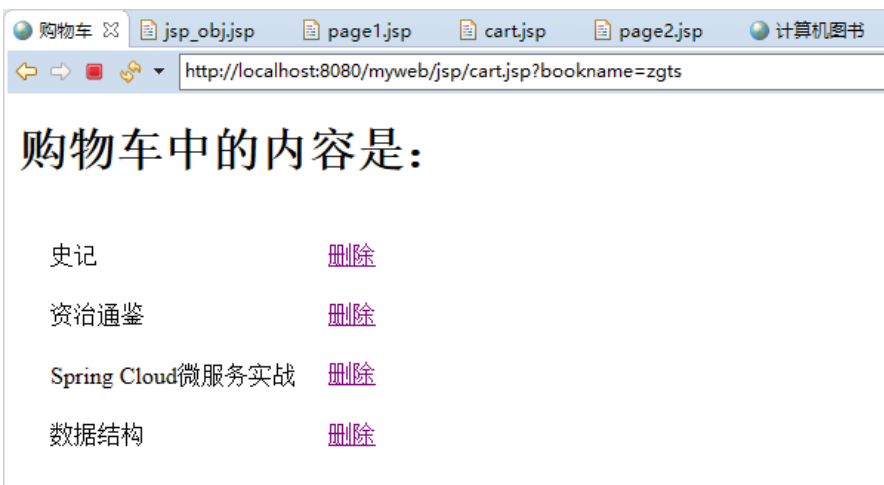 购物车 jsp_obj.jsp page1.jsp cart.jsp page2.jsp 计算机图书
http://localhost:8080/myweb/jsp/cart.jsp?bookname=zgts
购物车中的内容是：
史记 删除
资治通鉴 删除
Spring Cloud微服务实战 删除
数据结构 删除